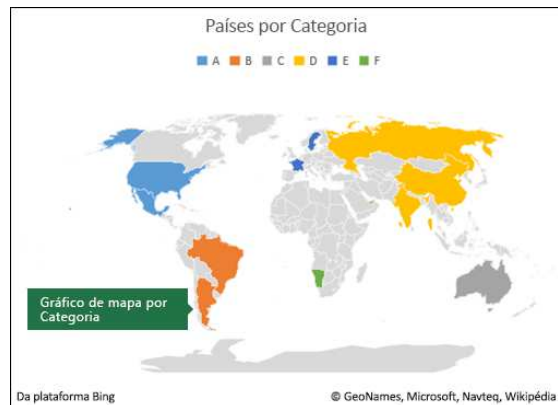 Países por Categoria
A B C D E F
Gráfico de mapa por
Categoria
Da plataforma Bing
© GeoNames, Microsoft, Navteq, Wikipédia